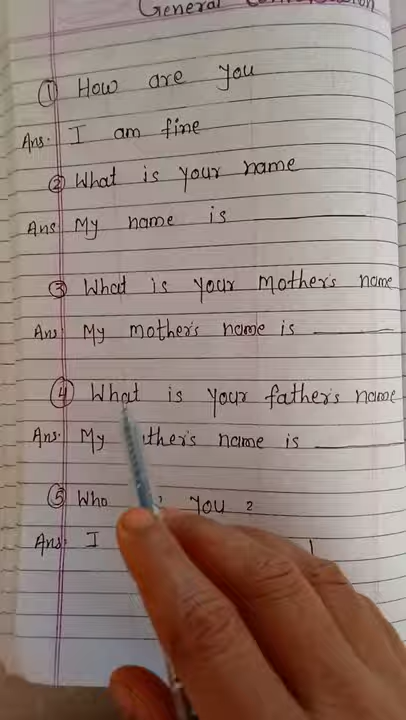 General
① How are you
Ans: I am fine
② What is your name
Ans My name is
③ What is your mother's name
Ans: My mother's name is
④ What is your father's name
Ans: My ther's name is
⑤ Who you ?
Ans: I